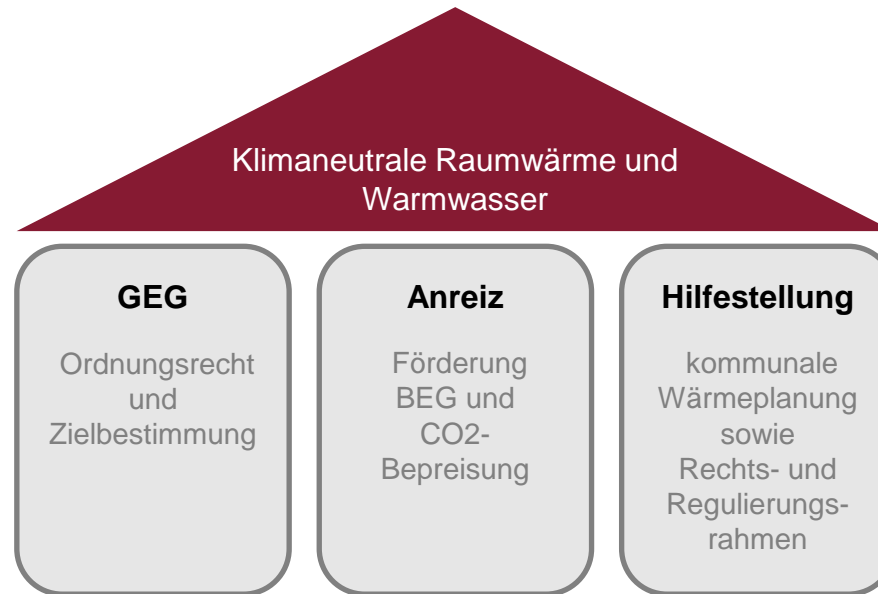 Klimaneutrale Raumwärme und
Warmwasser
GEG
Ordnungsrecht
und
Zielbestimmung
Anreiz
Förderung
BEG und
CO2-
Bepreisung
Hilfestellung
kommunale
Wärmeplanung
sowie
Rechts- und
Regulierungs-
rahmen